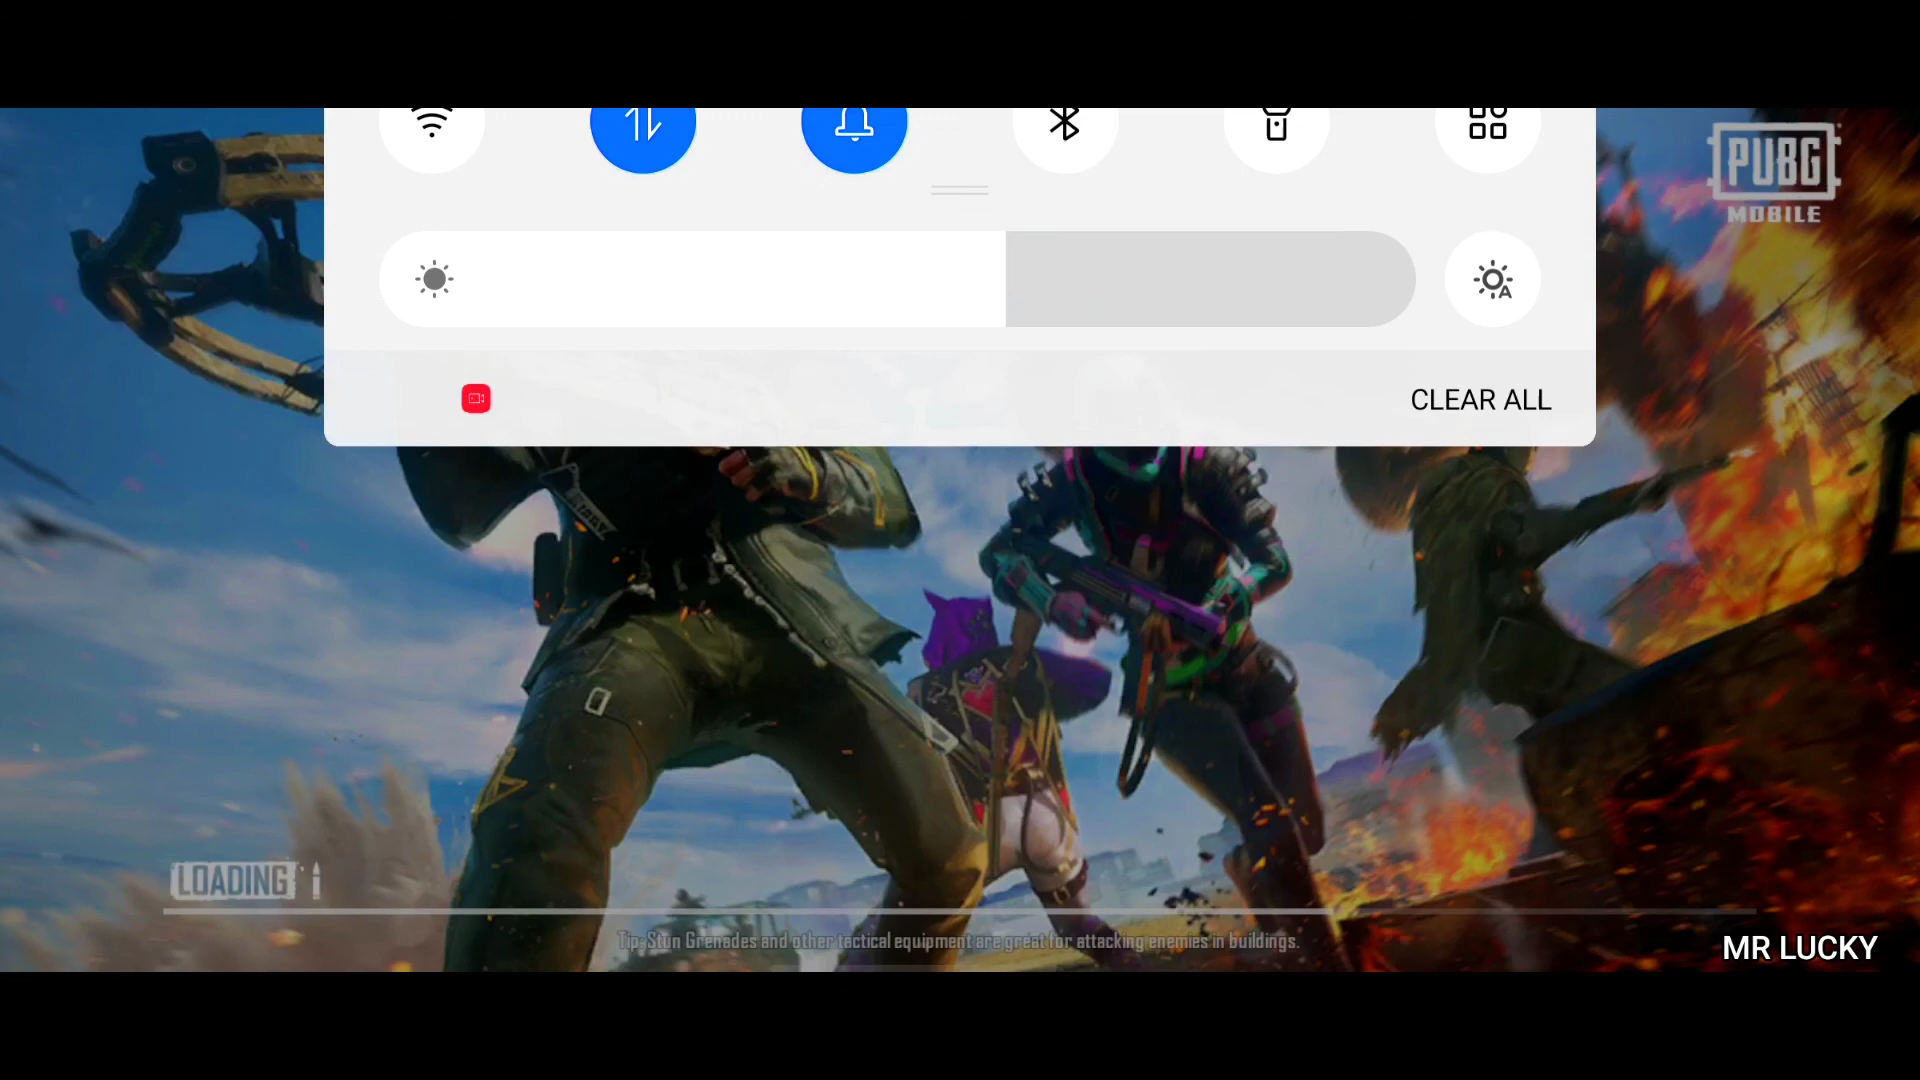 PUBG
MOBILE
CLEAR ALL
LOADING
Tip: Stun Grenades and other tactical equipment are great for attacking enemies in buildings.
MR LUCKY